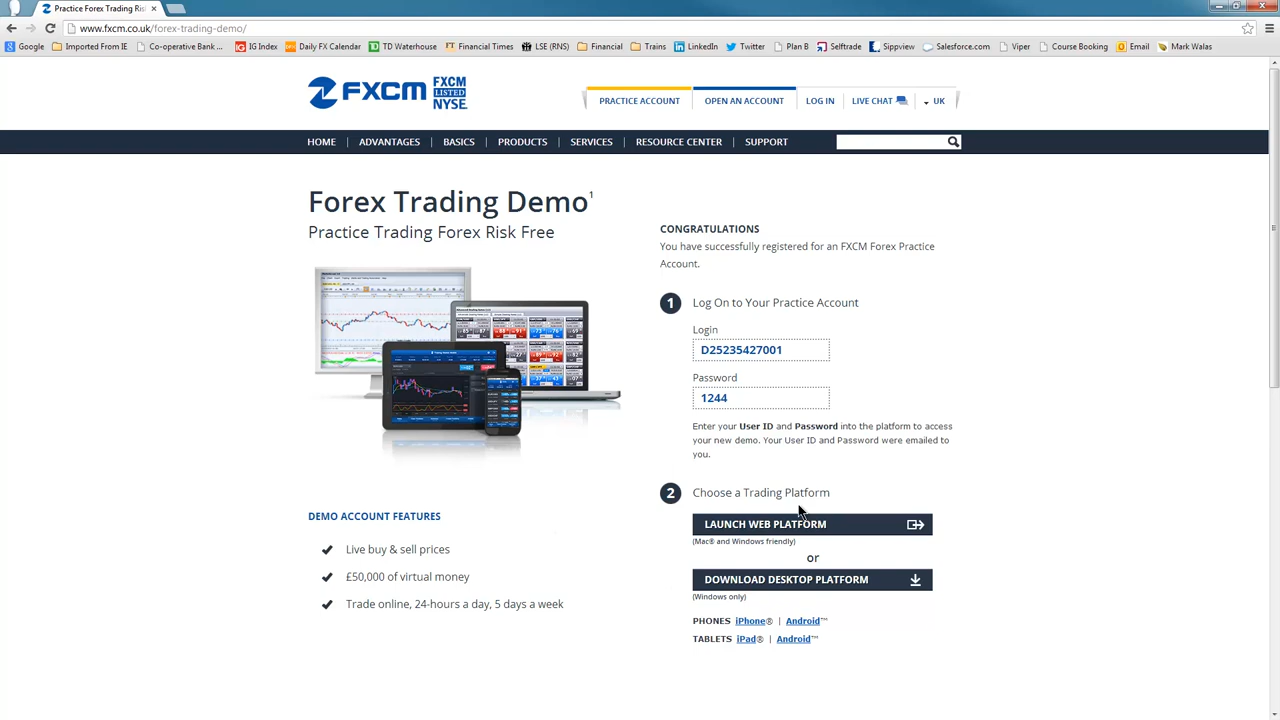 Practice Forex Trading Ris
www.fxcm.co.uk/forex-trading-demo/
Google Imported From IE Co-operative Bank ... IG Index Daily FX Calendar TD Waterhouse Financial Times LSE (RNS) Financial Trains LinkedIn Twitter Plan B Selftrade Sippview Salesforce.com Viper Course Booking Email Mark Walas
FXCM FXCM LISTED NYSE
PRACTICE ACCOUNT OPEN AN ACCOUNT LOG IN LIVE CHAT UK
HOME ADVANTAGES BASICS PRODUCTS SERVICES RESOURCE CENTER SUPPORT
Forex Trading Demo1
Practice Trading Forex Risk Free
DEMO ACCOUNT FEATURES
Live buy & sell prices
£50,000 of virtual money
Trade online, 24-hours a day, 5 days a week
CONGRATULATIONS
You have successfully registered for an FXCM Forex Practice
Account.
1 Log On to Your Practice Account
Login
D25235427001
Password
1244
Enter your User ID and Password into the platform to access
your new demo. Your User ID and Password were emailed to
you.
2 Choose a Trading Platform
LAUNCH WEB PLATFORM
(Mac® and Windows friendly)
or
DOWNLOAD DESKTOP PLATFORM
(Windows only)
PHONES iPhone® | Android™
TABLETS iPad® | Android™